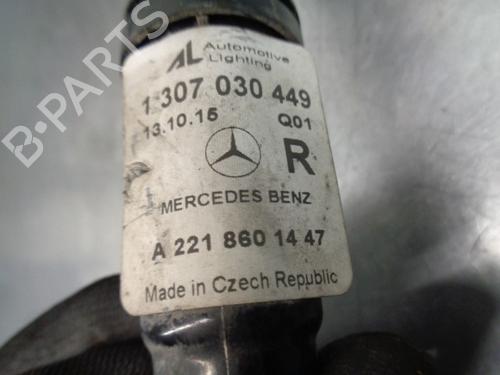 AL Automotive
Lighting
1 307 030 449
13.10.15 Q01
R
MERCEDES BENZ
A 221 860 14 47
Made in Czech Republic